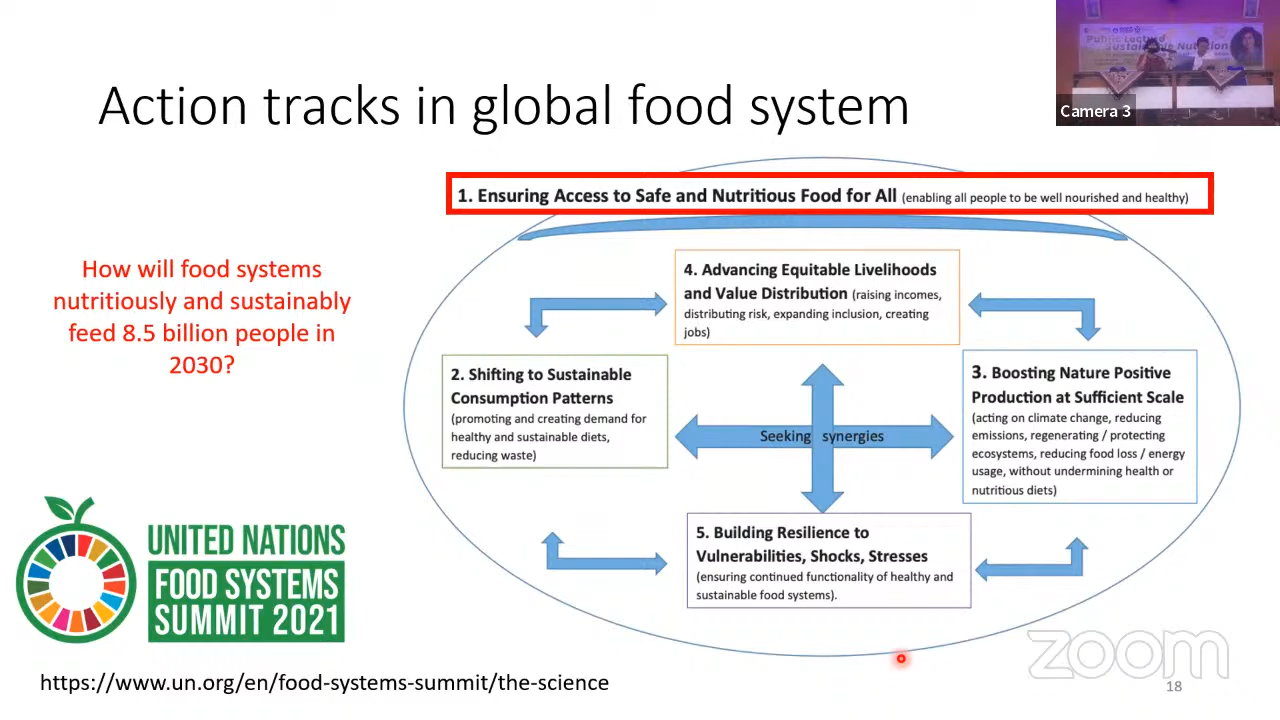 Action tracks in global food system
Public Lecture
Sustainable Nutrition
Camera 3
1. Ensuring Access to Safe and Nutritious Food for All (enabling all people to be well nourished and healthy)
How will food systems
nutritiously and sustainably
feed 8.5 billion people in
2030?
4. Advancing Equitable Livelihoods
and Value Distribution (raising incomes,
distributing risk, expanding inclusion, creating
jobs)
2. Shifting to Sustainable
Consumption Patterns
(promoting and creating demand for
healthy and sustainable diets,
reducing waste)
Seeking synergies
3. Boosting Nature Positive
Production at Sufficient Scale
(acting on climate change, reducing
emissions, regenerating / protecting
ecosystems, reducing food loss / energy
usage, without undermining health or
nutritious diets)
5. Building Resilience to
Vulnerabilities, Shocks, Stresses
(ensuring continued functionality of healthy and
sustainable food systems).
UNITED NATIONS
FOOD SYSTEMS
SUMMIT 2021
https://www.un.org/en/food-systems-summit/the-science
zoom
18